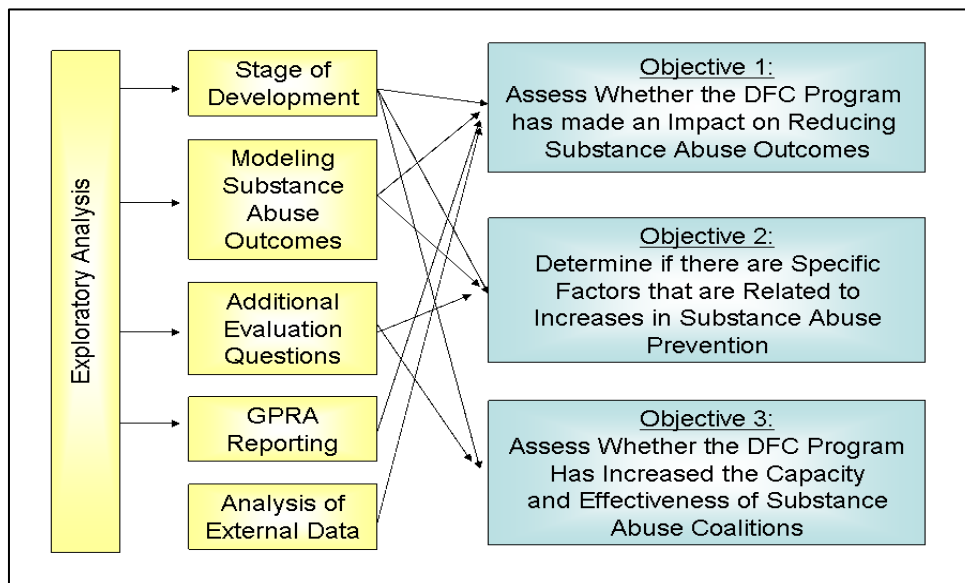 Exploratory Analysis
Stage of
Development
Modeling
Substance
Abuse
Outcomes
Additional
Evaluation
Questions
GPRA
Reporting
Analysis of
External Data
Objective 1:
Assess Whether the DFC Program
has made an Impact on Reducing
Substance Abuse Outcomes
Objective 2:
Determine if there are Specific
Factors that are Related to
Increases in Substance Abuse
Prevention
Objective 3:
Assess Whether the DFC Program
Has Increased the Capacity
and Effectiveness of Substance
Abuse Coalitions